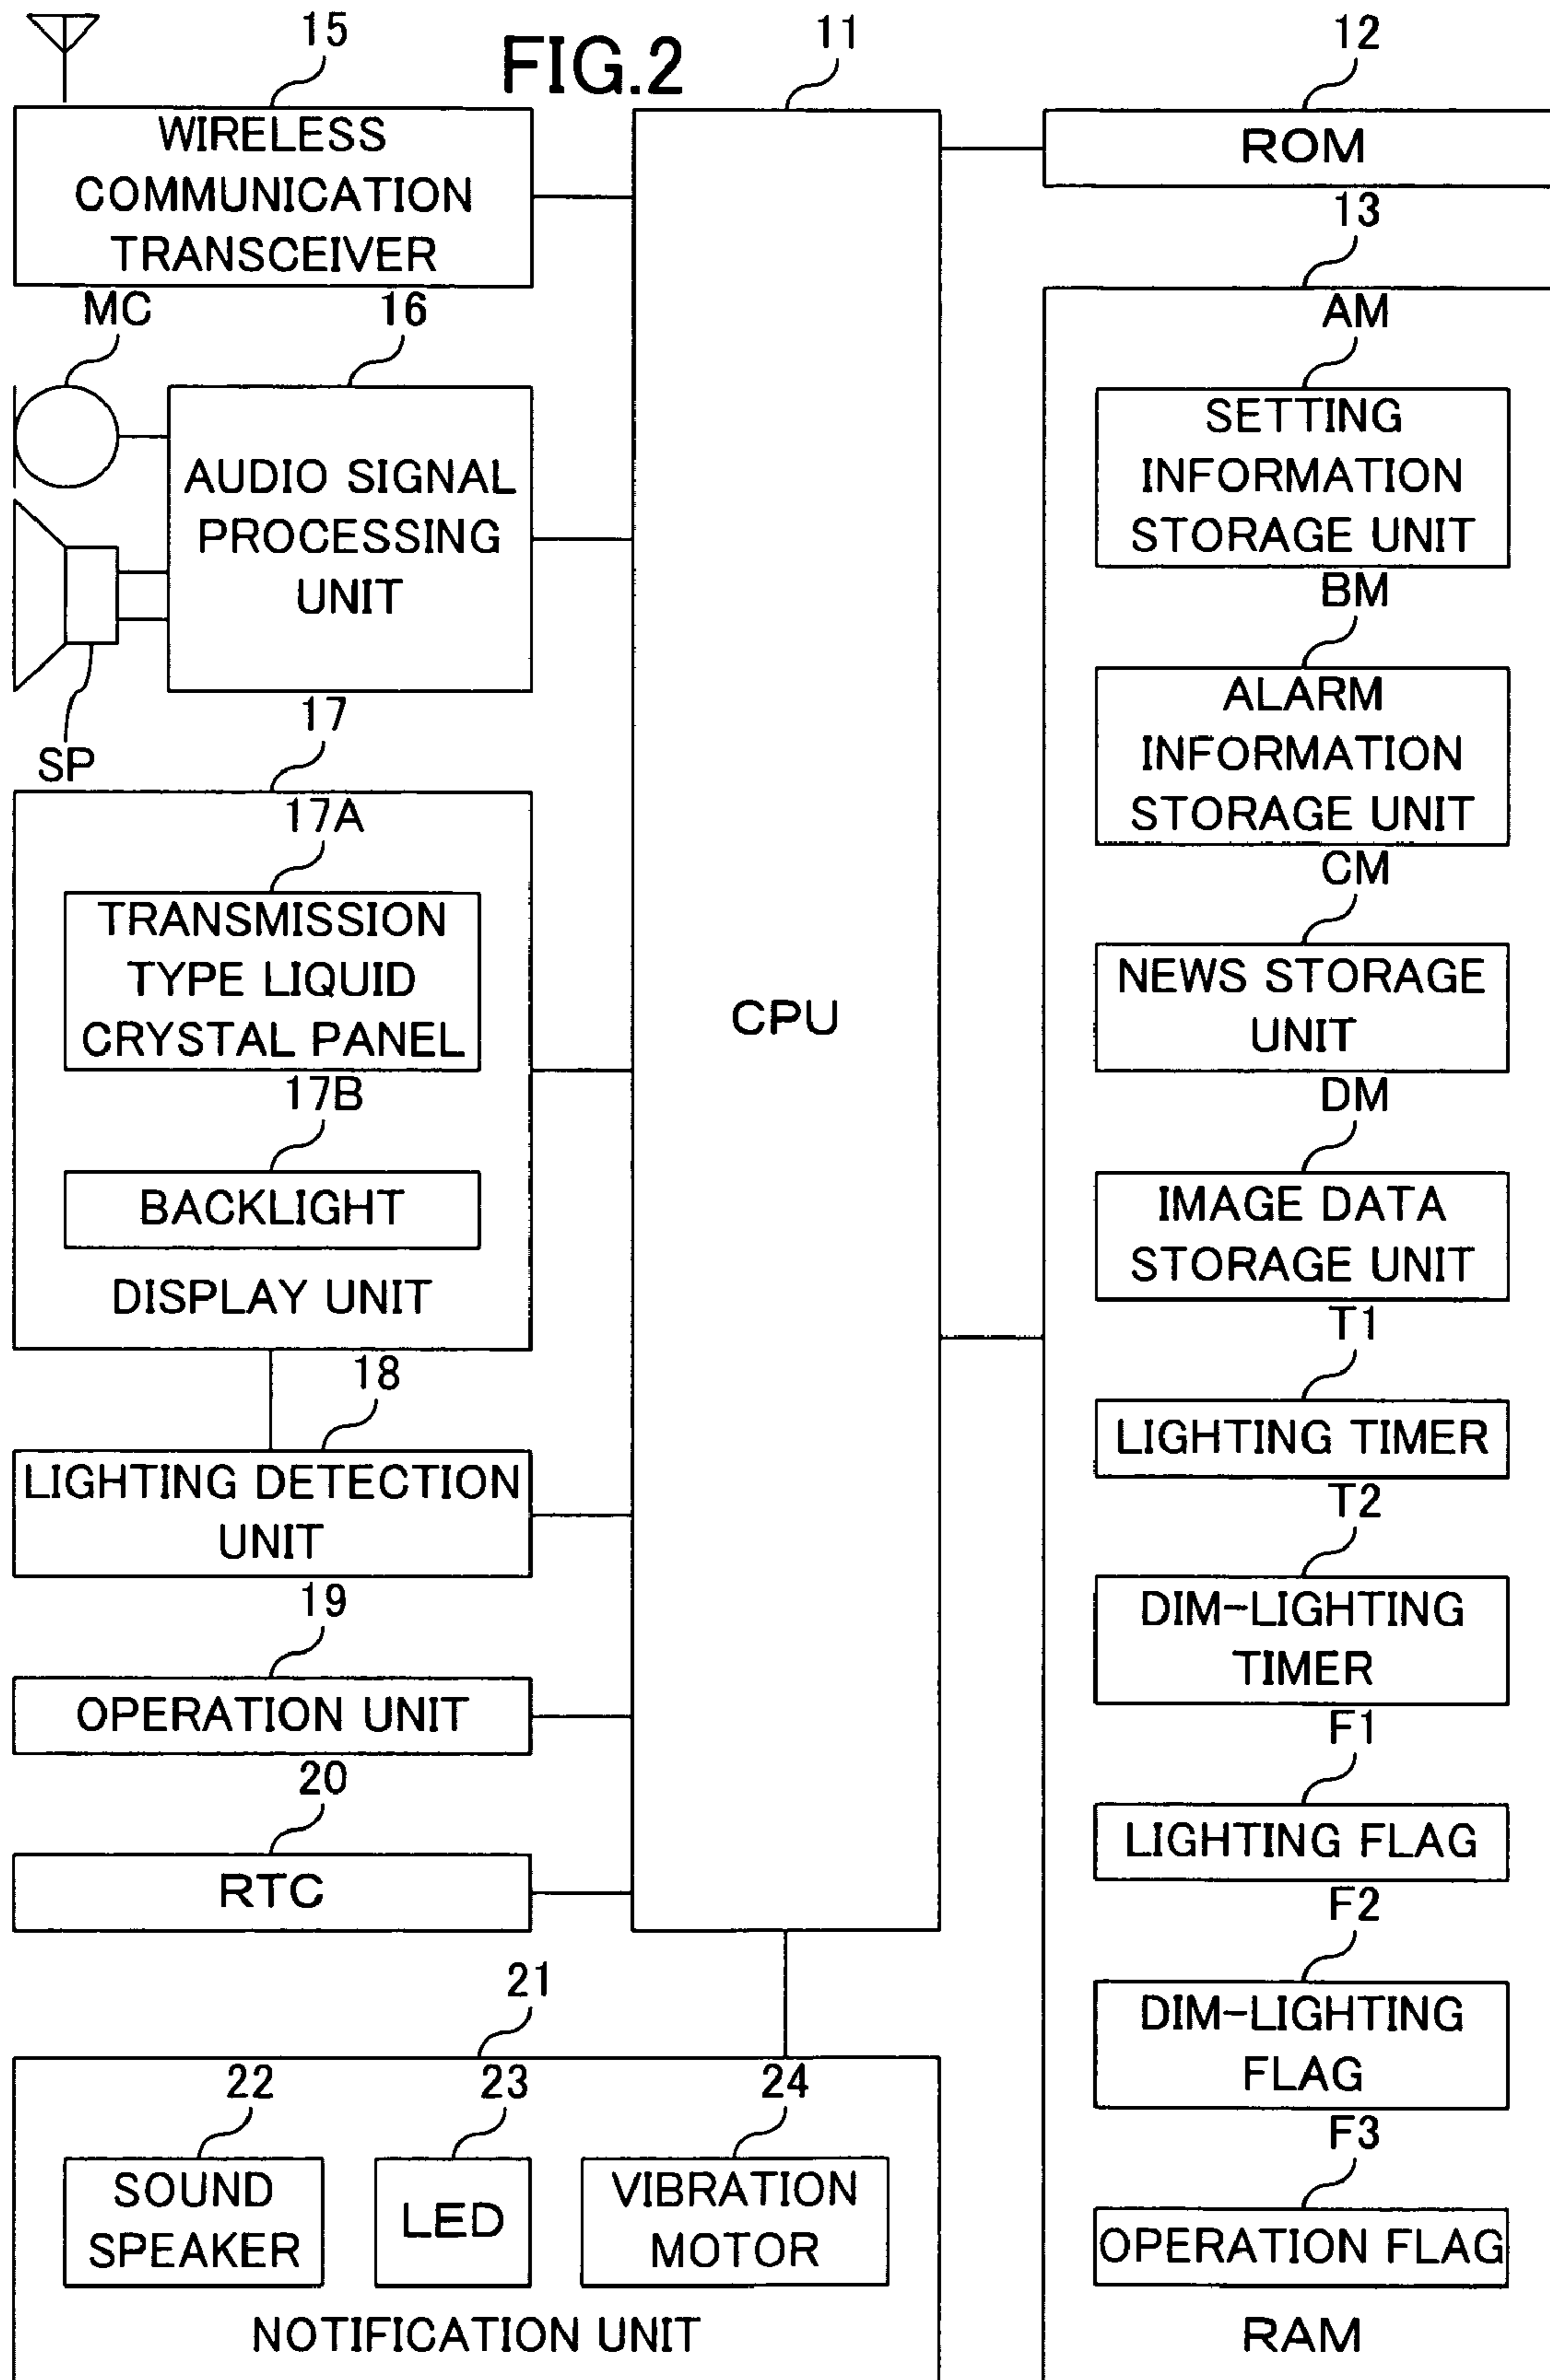 FIG.2
15
WIRELESS
COMMUNICATION
TRANSCEIVER
MC
16
AUDIO SIGNAL
PROCESSING
UNIT
SP
17
17A
TRANSMISSION
TYPE LIQUID
CRYSTAL PANEL
17B
BACKLIGHT
DISPLAY UNIT
18
LIGHTING DETECTION
UNIT
19
OPERATION UNIT
20
RTC
11
CPU
21
22
SOUND
SPEAKER
23
LED
24
VIBRATION
MOTOR
NOTIFICATION UNIT
12
ROM
13
AM
SETTING
INFORMATION
STORAGE UNIT
BM
ALARM
INFORMATION
STORAGE UNIT
CM
NEWS STORAGE
UNIT
DM
IMAGE DATA
STORAGE UNIT
T1
LIGHTING TIMER
T2
DIM-LIGHTING
TIMER
F1
LIGHTING FLAG
F2
DIM-LIGHTING
FLAG
F3
OPERATION FLAG
RAM